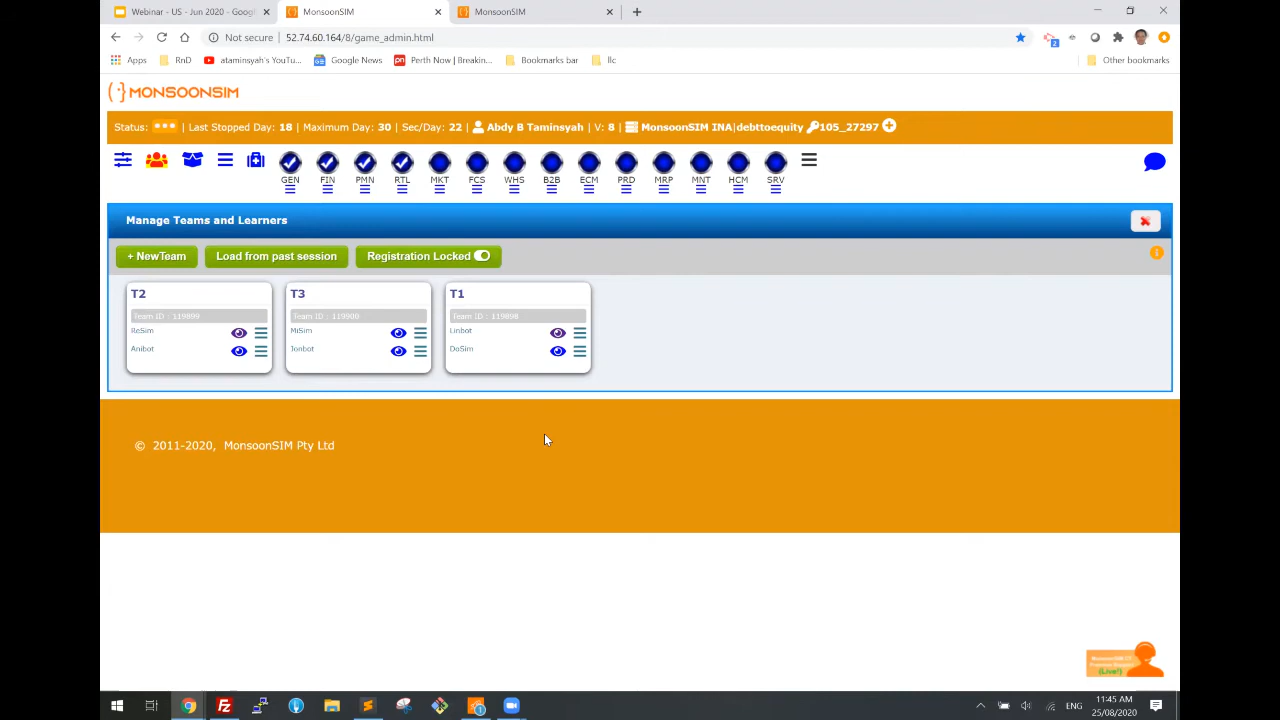 Webinar - US - Jun 2020 - Googl
MonsoonSIM
MonsoonSIM
Not secure | 52.74.60.164/8/game_admin.html
2
Apps
RnD
ataminsyah's YouTu...
Google News
Perth Now | Breakin...
Bookmarks bar
llc
Other bookmarks
MONSOONSIM
Status: | Last Stopped Day: 18 | Maximum Day: 30 | Sec/Day: 22 | Abdy B Taminsyah | V: 8 | MonsoonSIM INA|debttoequity 105_27297
GEN
FIN
PMN
RTL
MKT
FCS
WHS
B2B
ECM
PRD
MRP
MNT
HCM
SRV
Manage Teams and Learners
+ NewTeam
Load from past session
Registration Locked
T2
Team ID : 119899
ReSim
Anibot
T3
Team ID : 119900
MiSim
Ionbot
T1
Team ID : 119898
Linbot
DoSim
© 2011-2020, MonsoonSIM Pty Ltd
(Live!)
ENG
11:45 AM
25/08/2020